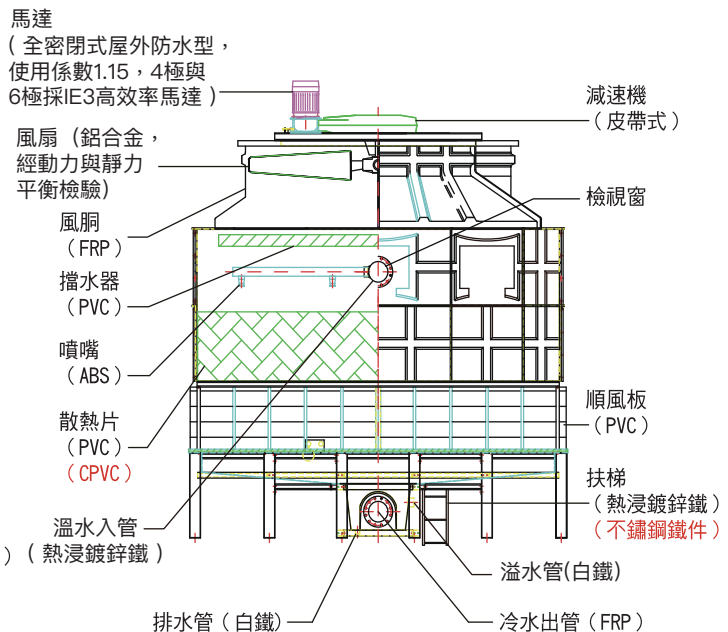 馬達
( 全密閉式屋外防水型，
使用係數1.15，4極與
6極採IE3高效率馬達 )
風扇（鋁合金，
經動力與靜力
平衡檢驗)
風胴
（FRP）
擋水器
（PVC）
噴嘴
（ABS）
散熱片
（PVC）
（CPVC）
溫水入管
) ( 熱浸鍍鋅鐵 )
排水管（白鐵)
減速機
（皮帶式）
檢視窗
順風板
（PVC）
扶梯
（熱浸鍍鋅鐵）
（不鏽鋼鐵件）
溢水管(白鐵)
冷水出管（FRP）